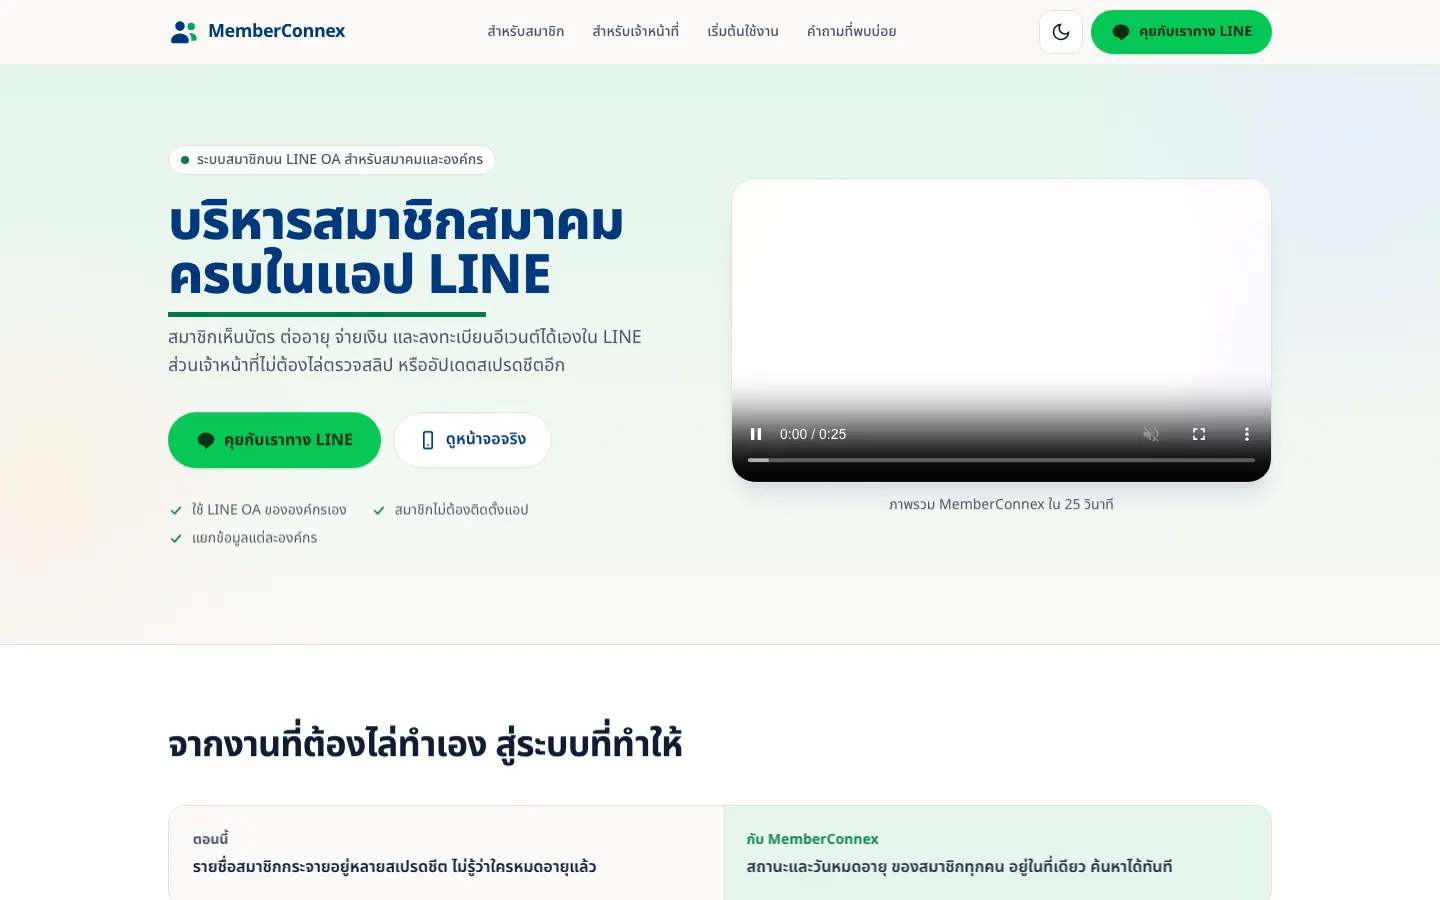 MemberConnex
สำหรับสมาชิก
สำหรับเจ้าหน้าที่
เริ่มต้นใช้งาน
คำถามที่พบบ่อย
คุยกับเราทาง LINE
ระบบสมาชิกบน LINE OA สำหรับสมาคมและองค์กร
บริหารสมาชิกสมาคม
ครบในแอป LINE
สมาชิกเห็นบัตร ต่ออายุ จ่ายเงิน และลงทะเบียนอีเวนต์ได้เองใน LINE
ส่วนเจ้าหน้าที่ไม่ต้องไล่ตรวจสลิป หรืออัปเดตสเปรดชีตอีก
คุยกับเราทาง LINE
ดูหน้าจอจริง
ใช้ LINE OA ขององค์กรเอง
สมาชิกไม่ต้องติดตั้งแอป
แยกข้อมูลแต่ละองค์กร
0:00 / 0:25
ภาพรวม MemberConnex ใน 25 วินาที
จากงานที่ต้องไล่ทำเอง สู่ระบบที่ทำให้
ตอนนี้
รายชื่อสมาชิกกระจายอยู่หลายสเปรดชีต ไม่รู้ว่าใครหมดอายุแล้ว
กับ MemberConnex
สถานะและวันหมดอายุ ของสมาชิกทุกคน อยู่ในที่เดียว ค้นหาได้ทันที